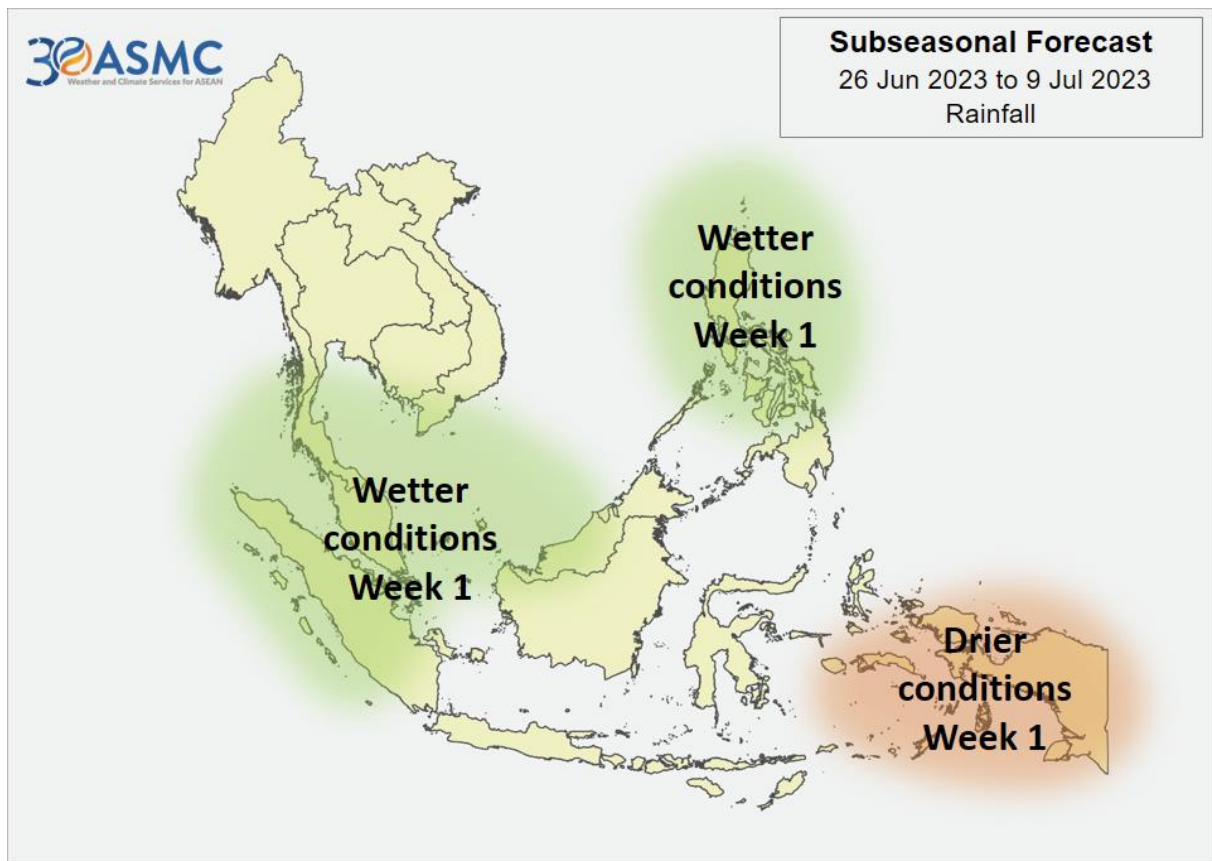 30 ASMC
Weather and Climate Services for ASEAN
Subseasonal Forecast
26 Jun 2023 to 9 Jul 2023
Rainfall
Wetter
conditions
Week 1
Wetter
conditions
Week 1
Drier
conditions
Week 1